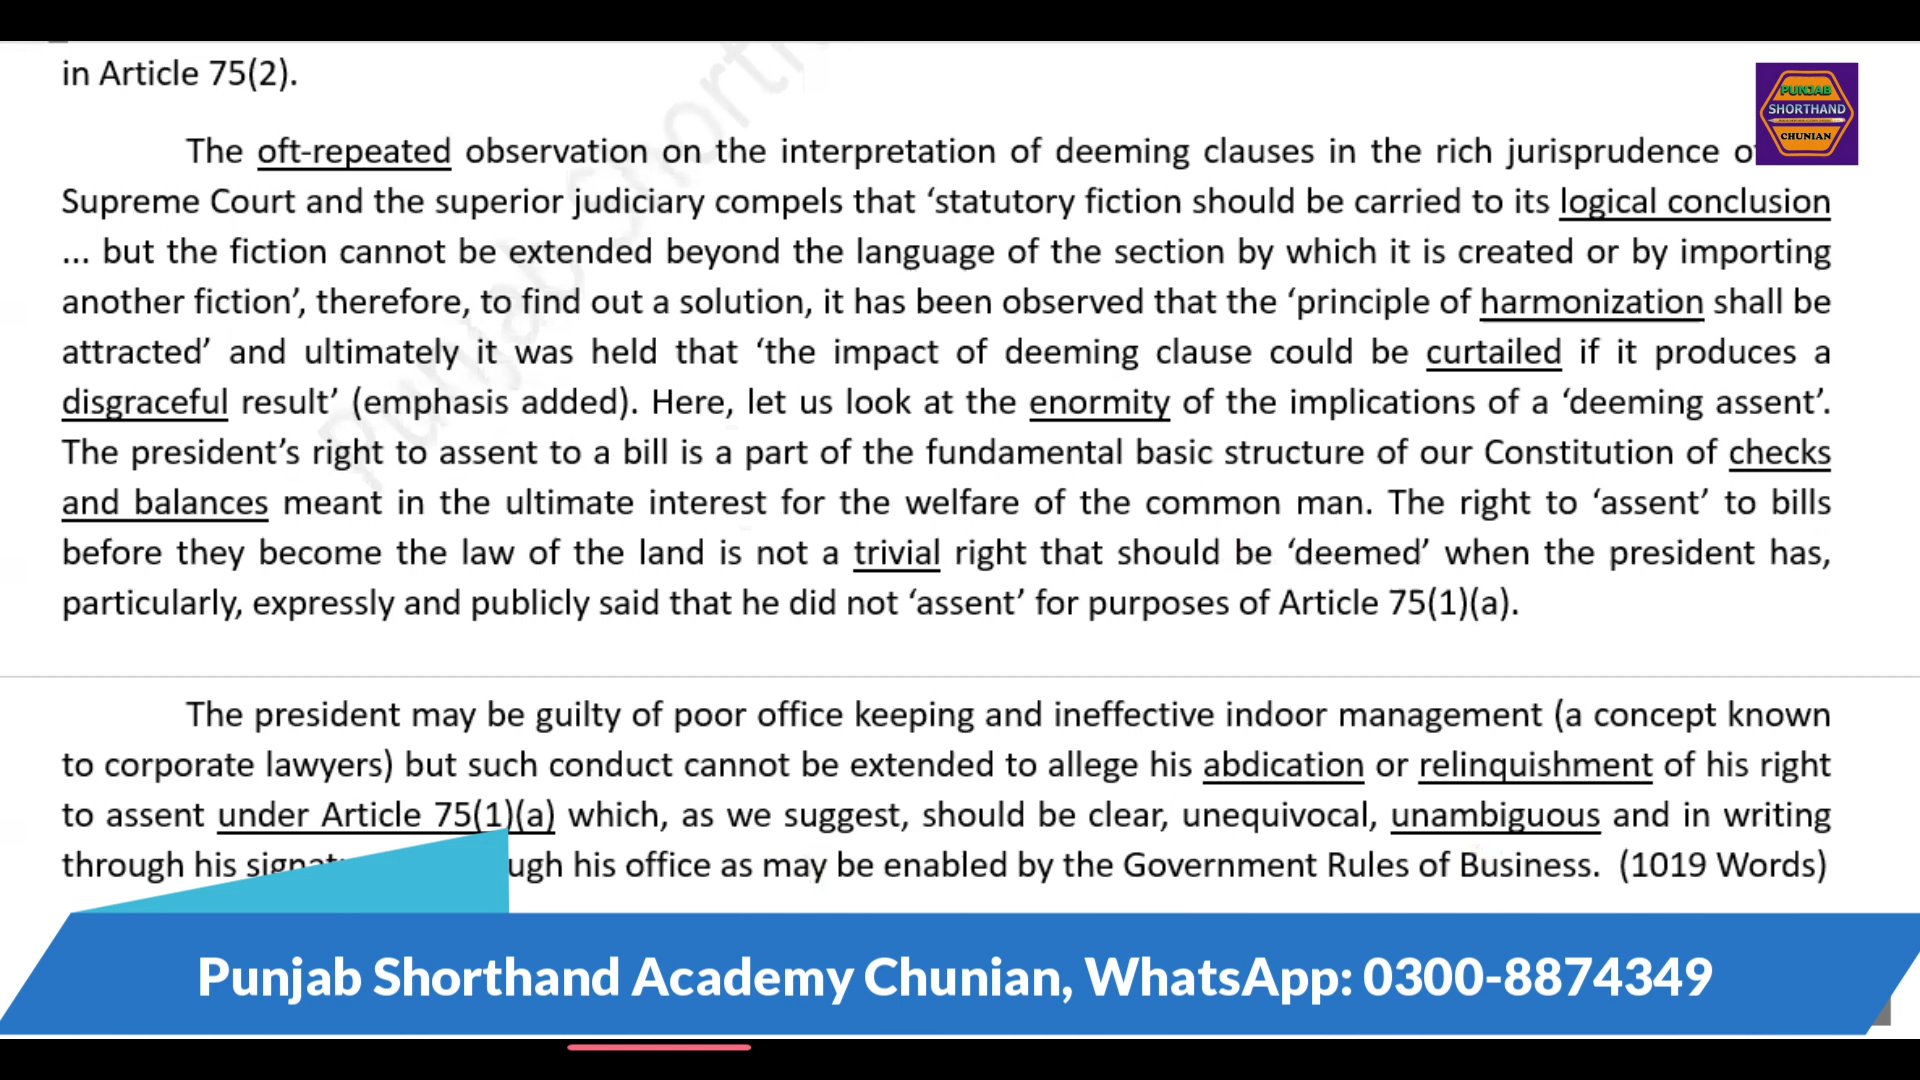 in Article 75(2).
PUNJAB
SHORTHAND
CHUNIAN
The oft-repeated observation on the interpretation of deeming clauses in the rich jurisprudence
Supreme Court and the superior judiciary compels that ‘statutory fiction should be carried to its logical conclusion
... but the fiction cannot be extended beyond the language of the section by which it is created or by importing
another fiction’, therefore, to find out a solution, it has been observed that the ‘principle of harmonization shall be
attracted’ and ultimately it was held that ‘the impact of deeming clause could be curtailed if it produces a
disgraceful result’ (emphasis added). Here, let us look at the enormity of the implications of a ‘deeming assent’.
The president’s right to assent to a bill is a part of the fundamental basic structure of our Constitution of checks
and balances meant in the ultimate interest for the welfare of the common man. The right to ‘assent’ to bills
before they become the law of the land is not a trivial right that should be ‘deemed’ when the president has,
particularly, expressly and publicly said that he did not ‘assent’ for purposes of Article 75(1)(a).
The president may be guilty of poor office keeping and ineffective indoor management (a concept known
to corporate lawyers) but such conduct cannot be extended to allege his abdication or relinquishment of his right
to assent under Article 75(1)(a) which, as we suggest, should be clear, unequivocal, unambiguous and in writing
through his his office as may be enabled by the Government Rules of Business. (1019 Words)
Punjab Shorthand Academy Chunian, WhatsApp: 0300-8874349